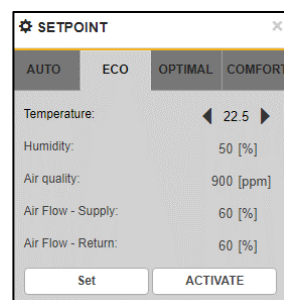 SETPOINT ×
AUTO ECO OPTIMAL COMFORT
Temperature: 22.5
Humidity: 50 [%]
Air quality: 900 [ppm]
Air Flow - Supply: 60 [%]
Air Flow - Return: 60 [%]
Set ACTIVATE